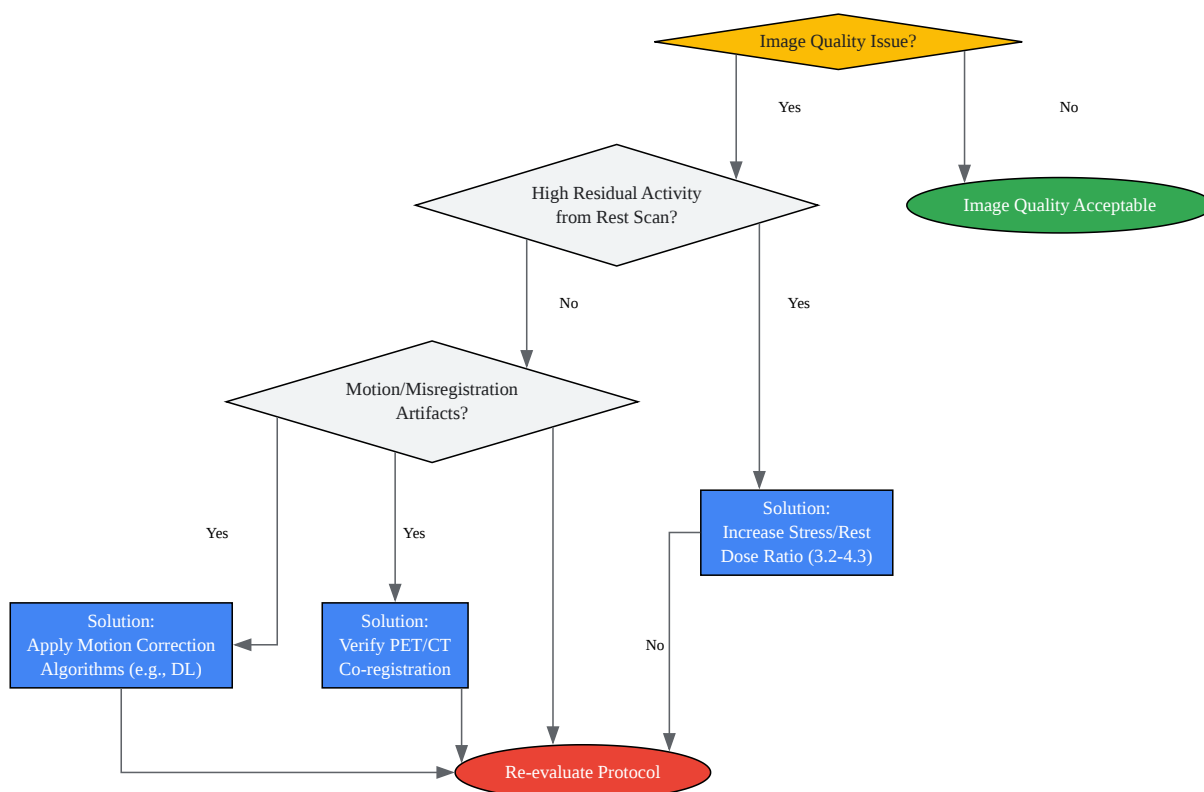 Image Quality Issue?
Yes
No
High Residual Activity
from Rest Scan?
Image Quality Acceptable
No
Yes
Motion/Misregistration
Artifacts?
Solution:
Increase Stress/Rest
Dose Ratio (3.2-4.3)
Yes
Yes
Solution:
Apply Motion Correction
Algorithms (e.g., DL)
Solution:
Verify PET/CT
Co-registration
No
Re-evaluate Protocol